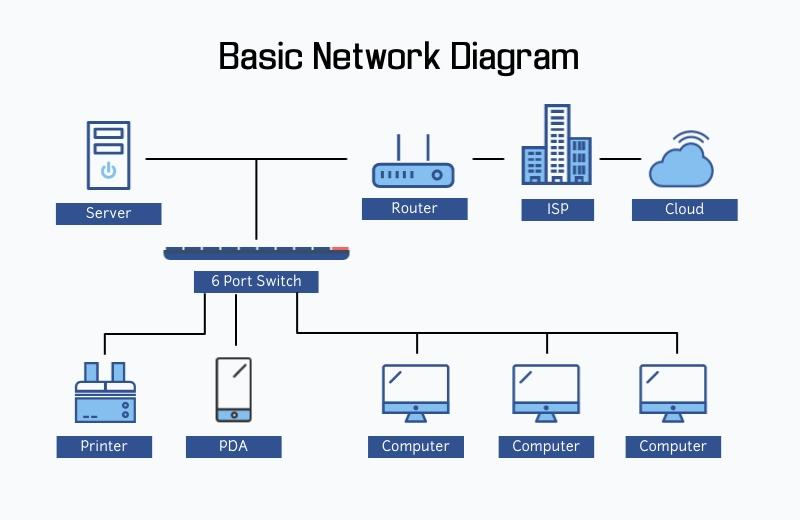 Basic Network Diagram
Server
Router
ISP
Cloud
6 Port Switch
Printer
PDA
Computer
Computer
Computer